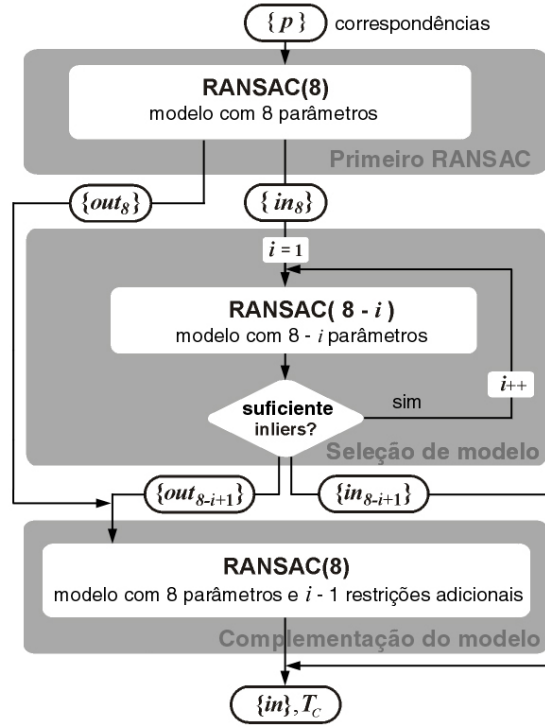 { p } correspondências
RANSAC(8)
modelo com 8 parâmetros
Primeiro RANSAC
{out₈} {in₈}
i = 1
RANSAC( 8 - i )
modelo com 8 - i parâmetros
i++
sim
suficiente
inliers?
Seleção de modelo
{out₈₋ᵢ₊₁} {in₈₋ᵢ₊₁}
RANSAC(8)
modelo com 8 parâmetros e i - 1 restrições adicionais
Complementação do modelo
{in}, T_C